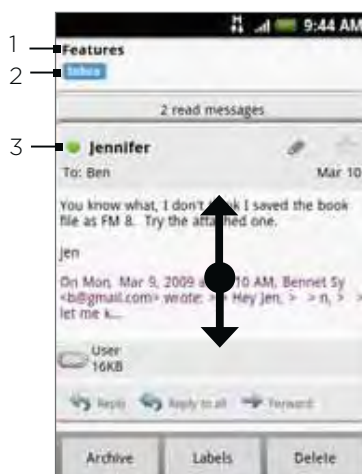 9:44 AM
1
Features
2
Inbox
2 read messages
3
Jennifer
To: Ben
Mar 10
You know what, I don't I saved the book
file as FM 8. Try the attached one.
Jen
On Mon, Mar 9, 2009 10 AM, Bennet Sy
<b@gmail.com> wrote: > > Hey Jen, > > n, >
let me k...
User
16KB
Reply
Reply to all
Forward
Archive
Labels
Delete